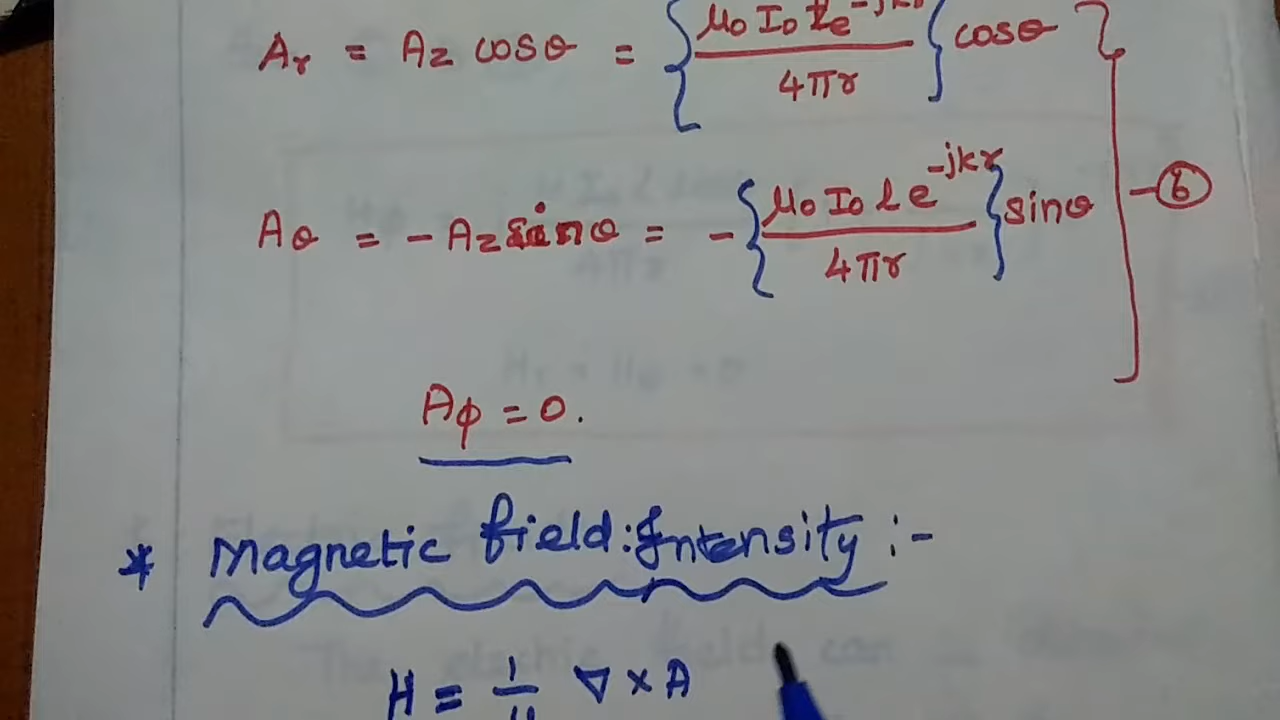 Ar = Az cosθ = { μ0 I0 l e^-jkr / 4πr } cosθ
Aθ = - Az sinθ = - { μ0 I0 l e^-jkr / 4πr } sinθ - 6
Aφ = 0.
* Magnetic field Intensity :-
H = 1/μ ∇ × A